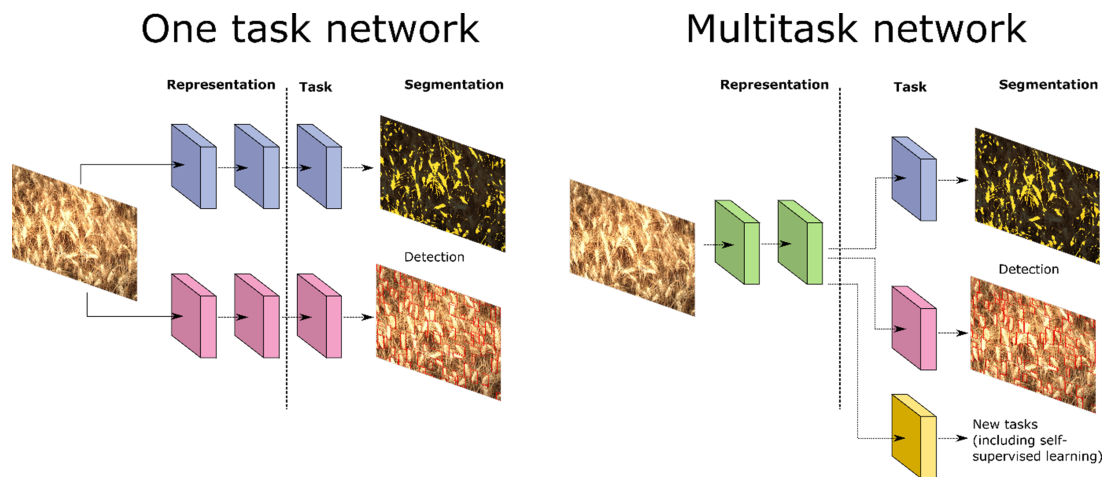 One task network
Representation
Task
Segmentation
Detection
Multitask network
Representation
Task
Segmentation
Detection
New tasks
(including self-
supervised learning)